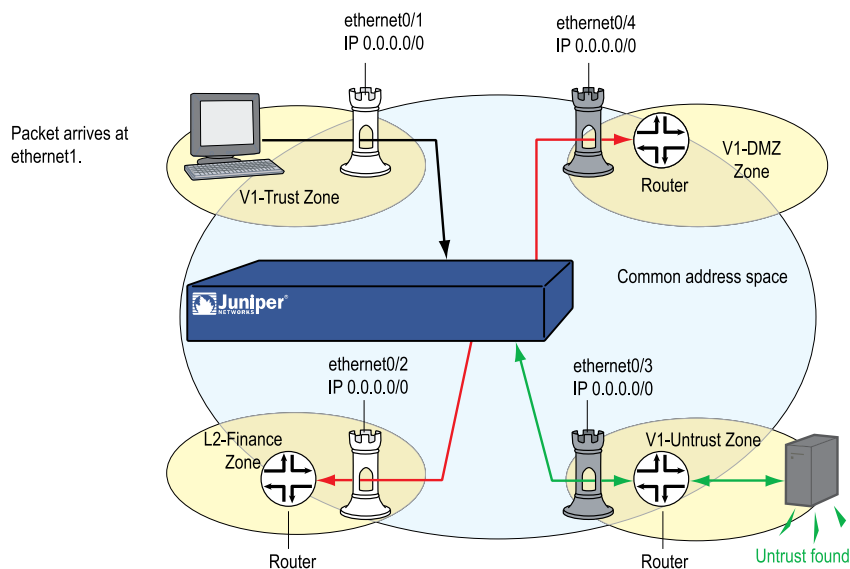 ethernet0/1
IP 0.0.0.0/0
ethernet0/4
IP 0.0.0.0/0
Packet arrives at
ethernet1.
V1-Trust Zone
V1-DMZ
Zone
Router
Common address space
Juniper®
NETWORKS
ethernet0/2
IP 0.0.0.0/0
ethernet0/3
IP 0.0.0.0/0
L2-Finance
Zone
V1-Untrust Zone
Router
Router
Untrust found